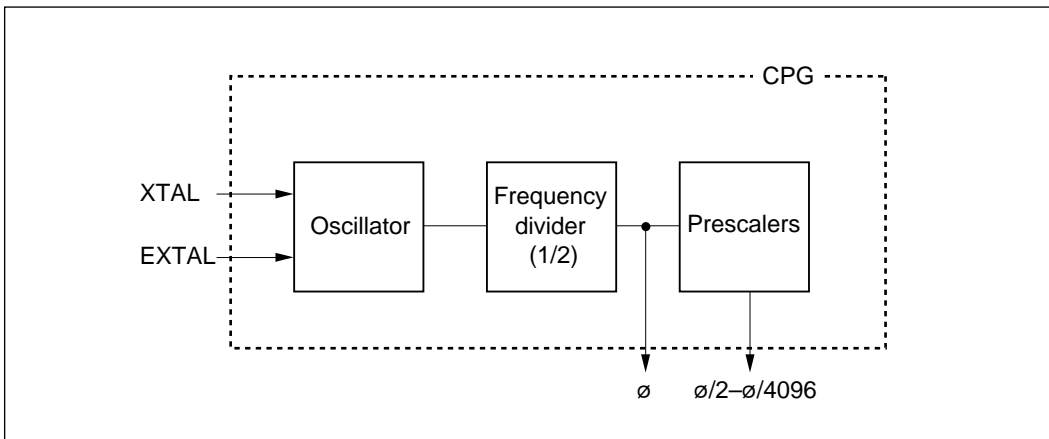 CPG
XTAL
EXTAL
Oscillator
Frequency
divider
(1/2)
Prescalers
ø
ø/2–ø/4096